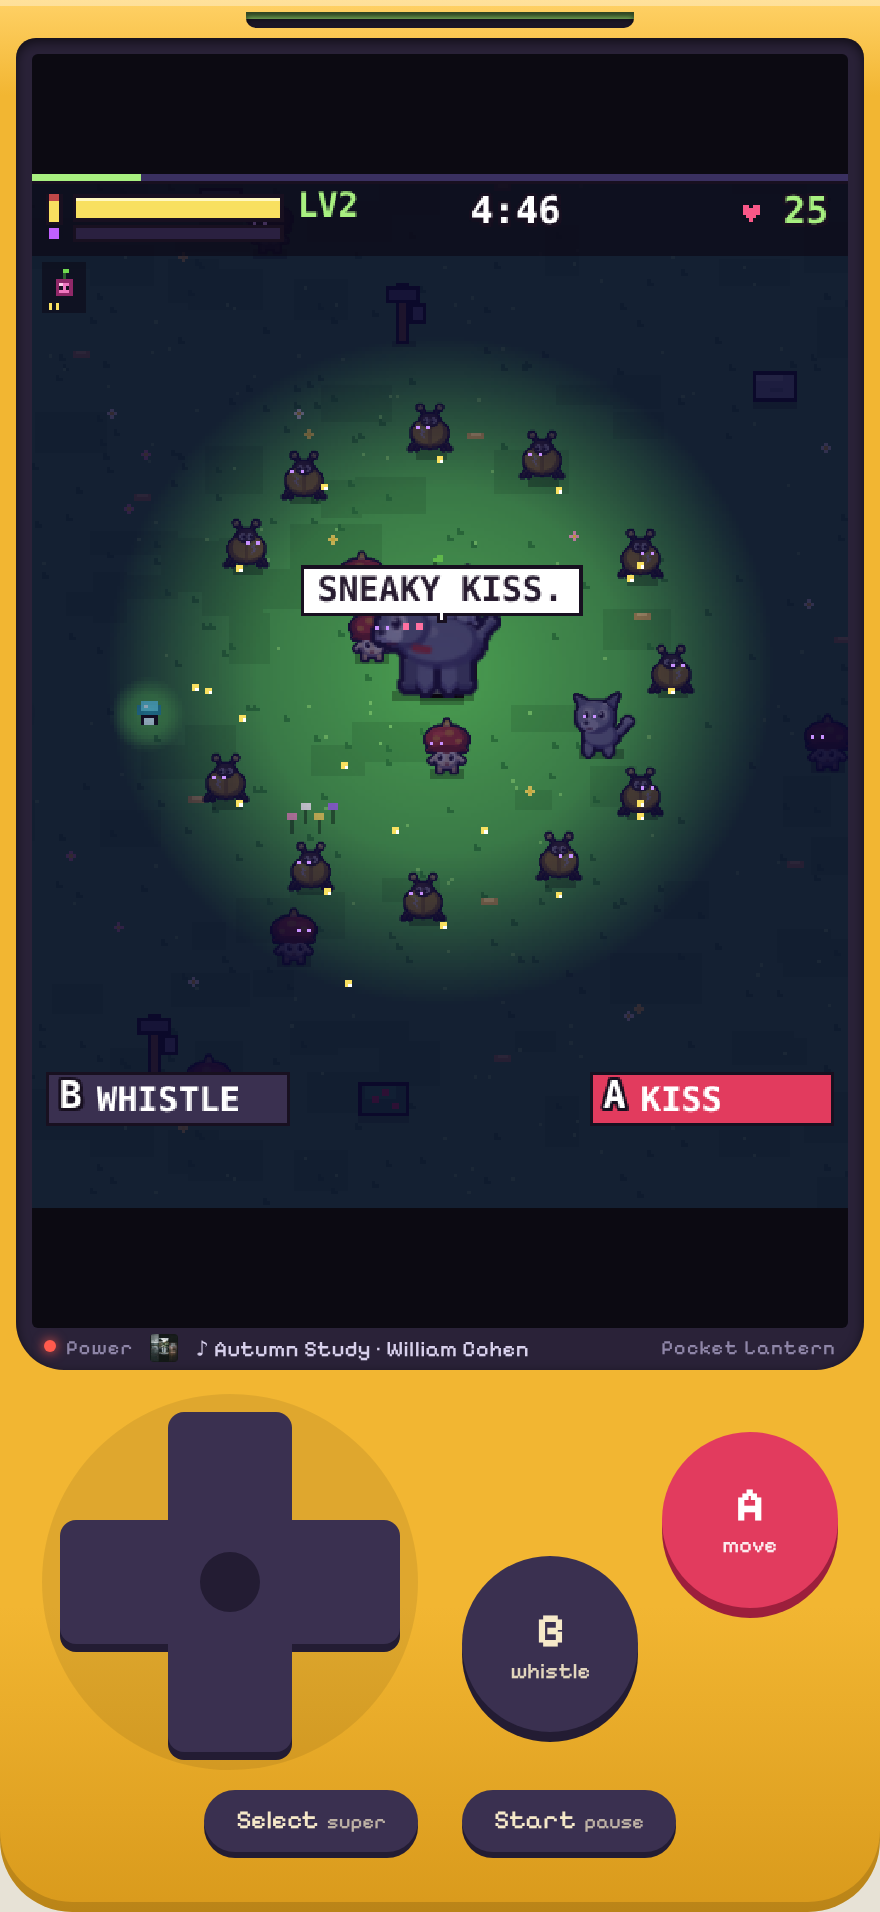 LV2
4:46
25
SNEAKY KISS.
B WHISTLE
A KISS
Power
♪ Autumn Study · William Cohen
Pocket Lantern
A
move
B
whistle
Select super
Start pause